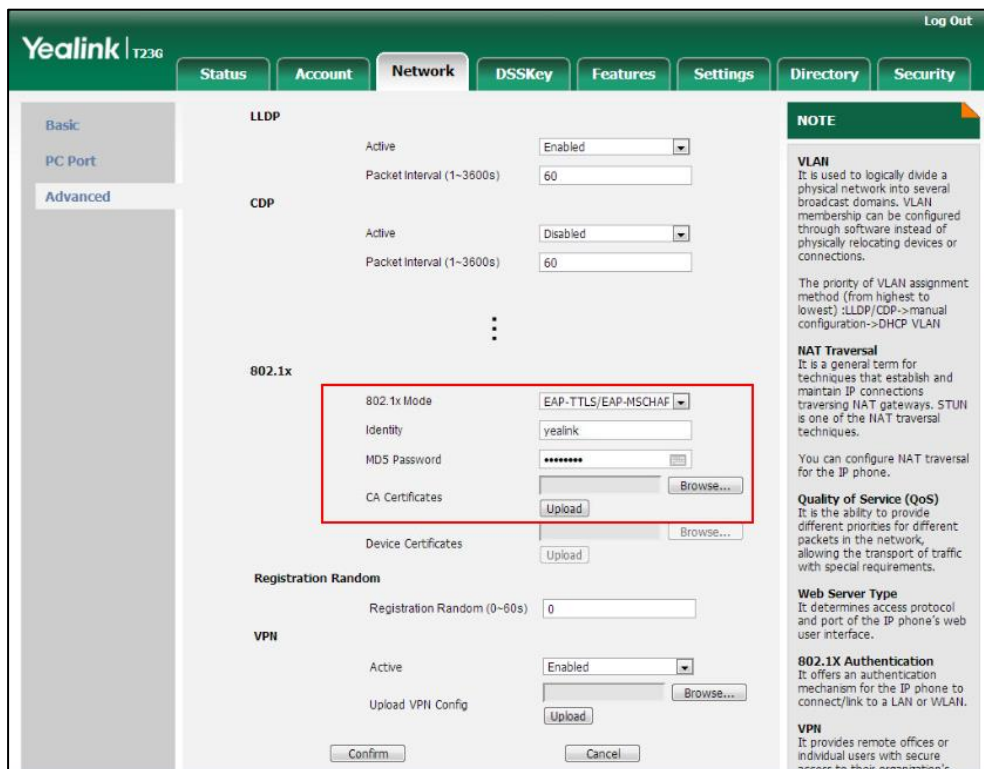 Log Out
Yealink T23G
Status Account Network DSSKey Features Settings Directory Security
Basic
PC Port
Advanced
LLDP
Active Enabled
Packet Interval (1~3600s) 60
CDP
Active Disabled
Packet Interval (1~3600s) 60
802.1x
802.1x Mode EAP-TTLS/EAP-MSCHAP
Identity yealink
MD5 Password ••••••••
CA Certificates Browse...
Upload
Device Certificates Browse...
Upload
Registration Random
Registration Random (0~60s) 0
VPN
Active Enabled
Upload VPN Config Browse...
Upload
Confirm Cancel
NOTE
VLAN
It is used to logically divide a
physical network into several
broadcast domains. VLAN
membership can be configured
through software instead of
physically relocating devices or
connections.
The priority of VLAN assignment
method (from highest to
lowest) :LLDP/CDP->manual
configuration->DHCP VLAN
NAT Traversal
It is a general term for
techniques that establish and
maintain IP connections
traversing NAT gateways. STUN
is one of the NAT traversal
techniques.
You can configure NAT traversal
for the IP phone.
Quality of Service (QoS)
It is the ability to provide
different priorities for different
packets in the network,
allowing the transport of traffic
with special requirements.
Web Server Type
It determines access protocol
and port of the IP phone's web
user interface.
802.1X Authentication
It offers an authentication
mechanism for the IP phone to
connect/link to a LAN or WLAN.
VPN
It provides remote offices or
individual users with secure
access to their organization's